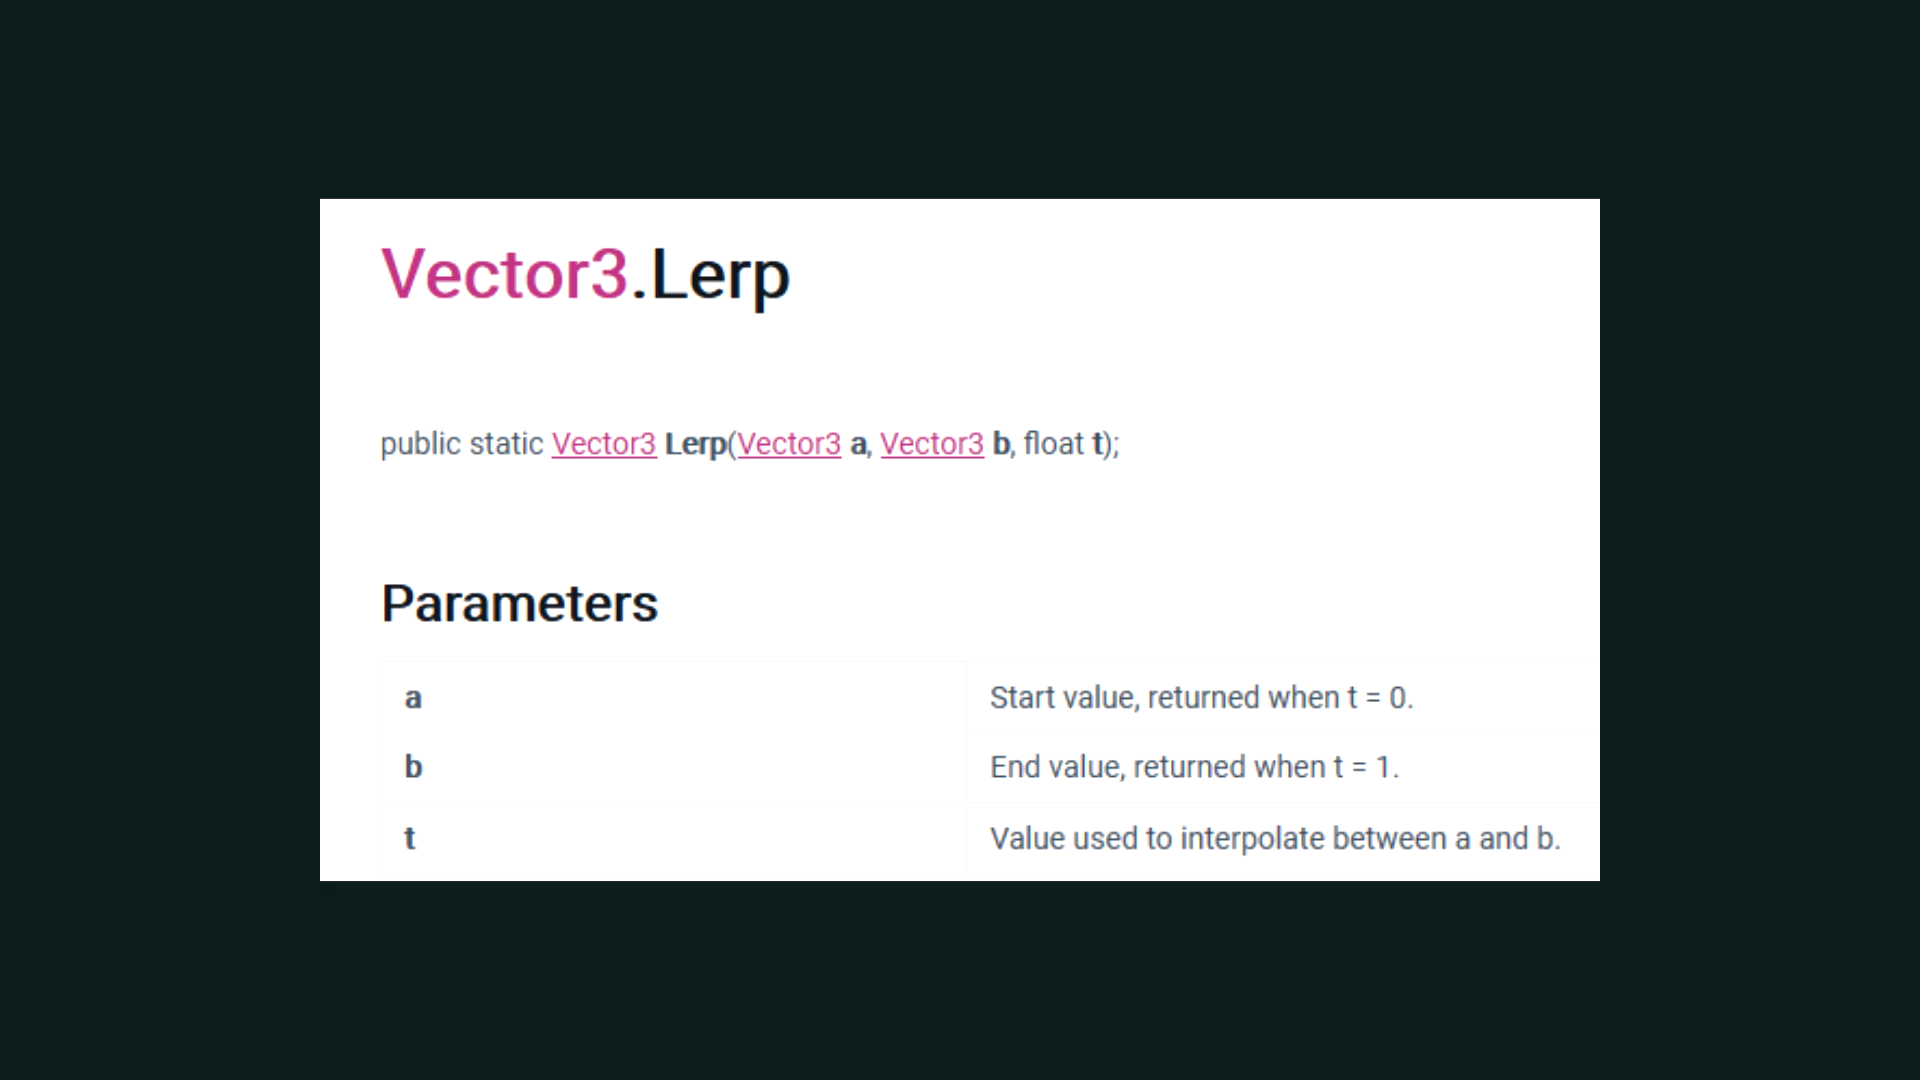 Vector3.Lerp
public static Vector3 Lerp(Vector3 a, Vector3 b, float t);
Parameters
a Start value, returned when t = 0.
b End value, returned when t = 1.
t Value used to interpolate between a and b.